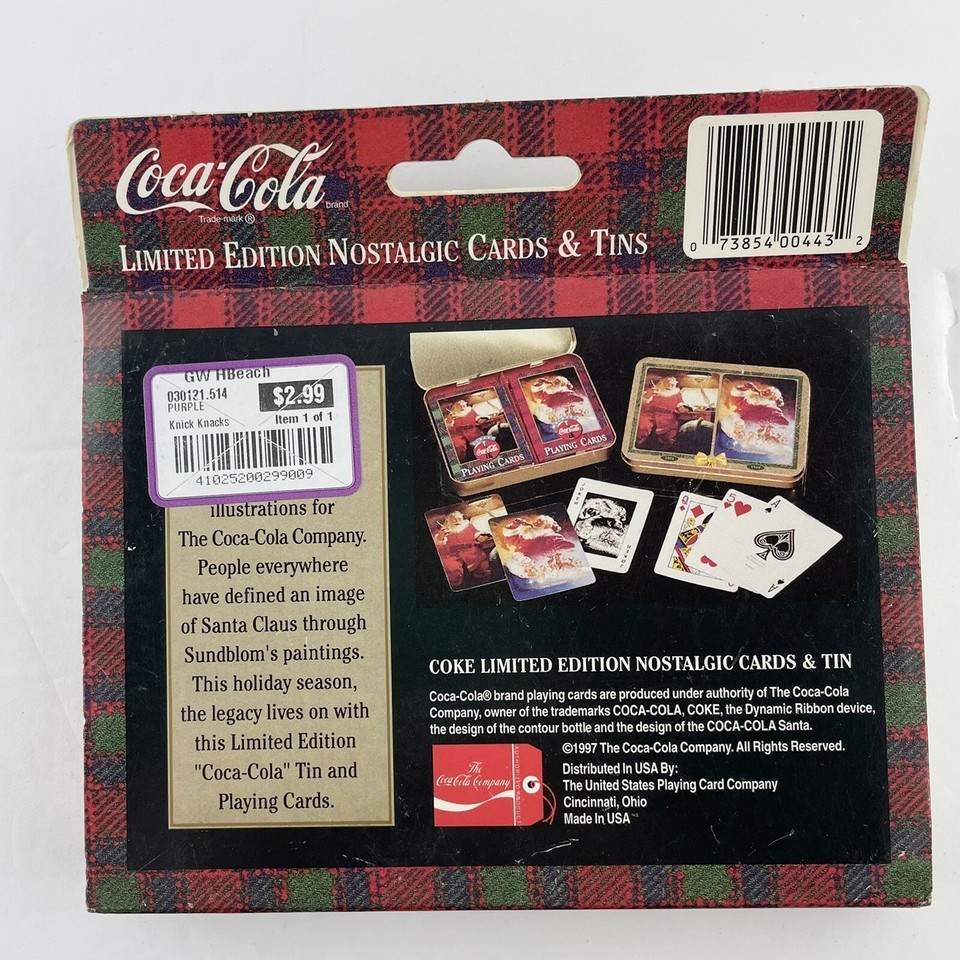 Coca-Cola brand
Trade-mark ®
LIMITED EDITION NOSTALGIC CARDS & TINS
0 73854 00443 2
GW HBeach
030121.514 $2.99
PURPLE
Knick Knacks Item 1 of 1
41025200299009
illustrations for
The Coca-Cola Company.
People everywhere
have defined an image
of Santa Claus through
Sundblom's paintings.
This holiday season,
the legacy lives on with
this Limited Edition
"Coca-Cola" Tin and
Playing Cards.
Coca-Cola
PLAYING CARDS
PLAYING CARDS
JOKER
JOKER
Q
5
A
A
COKE LIMITED EDITION NOSTALGIC CARDS & TIN
Coca-Cola® brand playing cards are produced under authority of The Coca-Cola
Company, owner of the trademarks COCA-COLA, COKE, the Dynamic Ribbon device,
the design of the contour bottle and the design of the COCA-COLA Santa.
©1997 The Coca-Cola Company. All Rights Reserved.
Distributed In USA By:
The United States Playing Card Company
Cincinnati, Ohio
Made In USA
The
Coca-Cola Company
AUTHORIZED PRODUCT